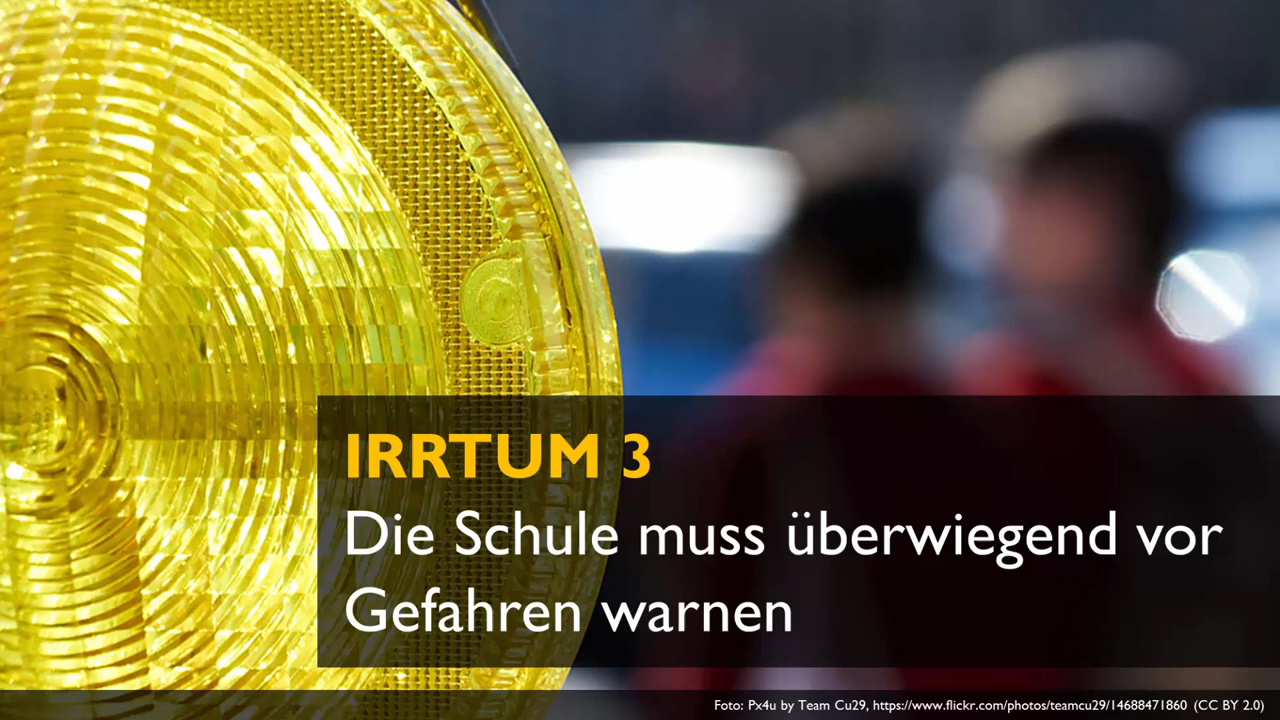 IRRTUM 3
Die Schule muss überwiegend vor
Gefahren warnen
Foto: Px4u by Team Cu29, https://www.flickr.com/photos/teamcu29/14688471860 (CC BY 2.0)